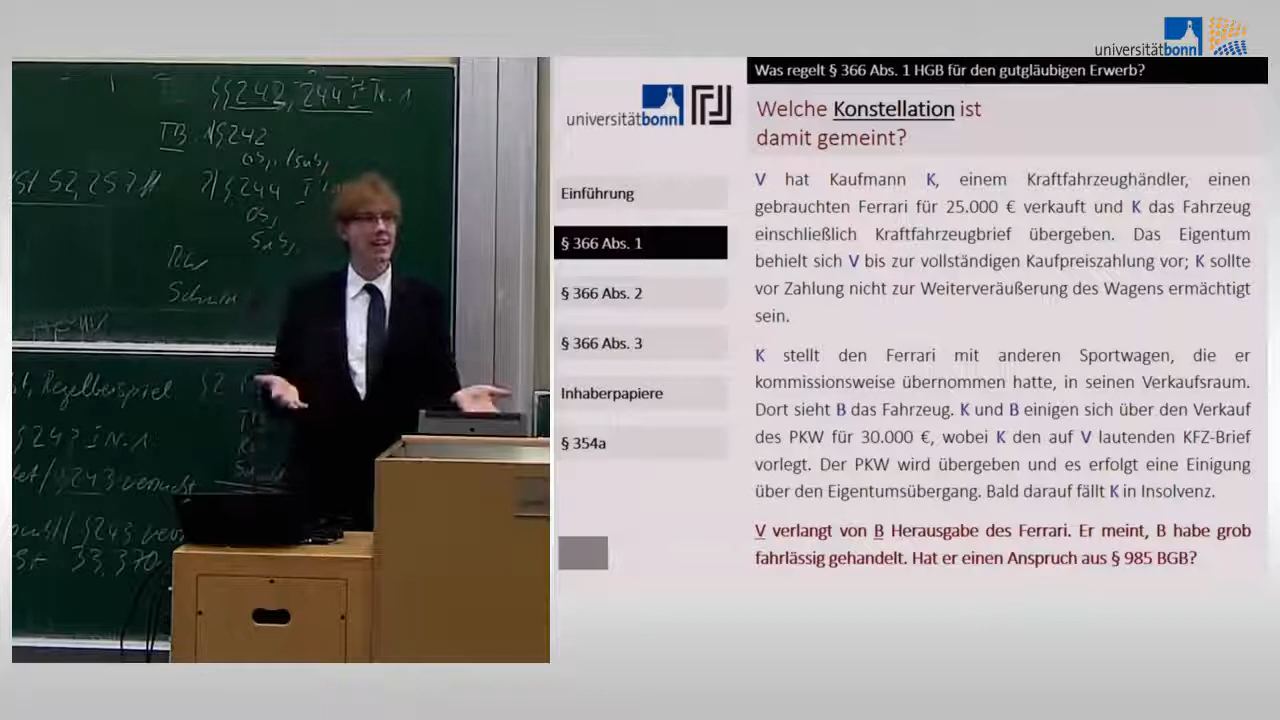 universitätbonn
Was regelt § 366 Abs. 1 HGB für den gutgläubigen Erwerb?
universitätbonn
Welche Konstellation ist
damit gemeint?
Einführung
§ 366 Abs. 1
§ 366 Abs. 2
§ 366 Abs. 3
Inhaberpapiere
§ 354a
V hat Kaufmann K, einem Kraftfahrzeughändler, einen
gebrauchten Ferrari für 25.000 € verkauft und K das Fahrzeug
einschließlich Kraftfahrzeugbrief übergeben. Das Eigentum
behielt sich V bis zur vollständigen Kaufpreiszahlung vor; K sollte
vor Zahlung nicht zur Weiterveräußerung des Wagens ermächtigt
sein.
K stellt den Ferrari mit anderen Sportwagen, die er
kommissionsweise übernommen hatte, in seinen Verkaufsraum.
Dort sieht B das Fahrzeug. K und B einigen sich über den Verkauf
des PKW für 30.000 €, wobei K den auf V lautenden KFZ-Brief
vorlegt. Der PKW wird übergeben und es erfolgt eine Einigung
über den Eigentumsübergang. Bald darauf fällt K in Insolvenz.
V verlangt von B Herausgabe des Ferrari. Er meint, B habe grob
fahrlässig gehandelt. Hat er einen Anspruch aus § 985 BGB?
§§ 242, 244 I Nr. 1
TB 1) § 242
2) § 244 I
Rw
Schuld
Regelbeispiel
§ 243 I N. 1
§ 243 versucht
33, 370